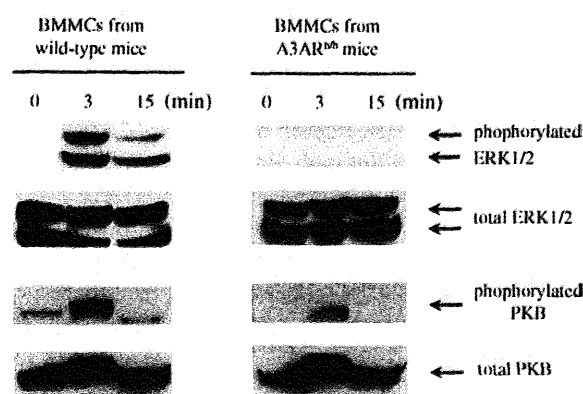 BMMCs from
wild-type mice
BMMCs from
A3AR mice
0 3 15 (min)
0 3 15 (min)
phophorylated
ERK1/2
total ERK1/2
phophorylated
PKB
total PKB